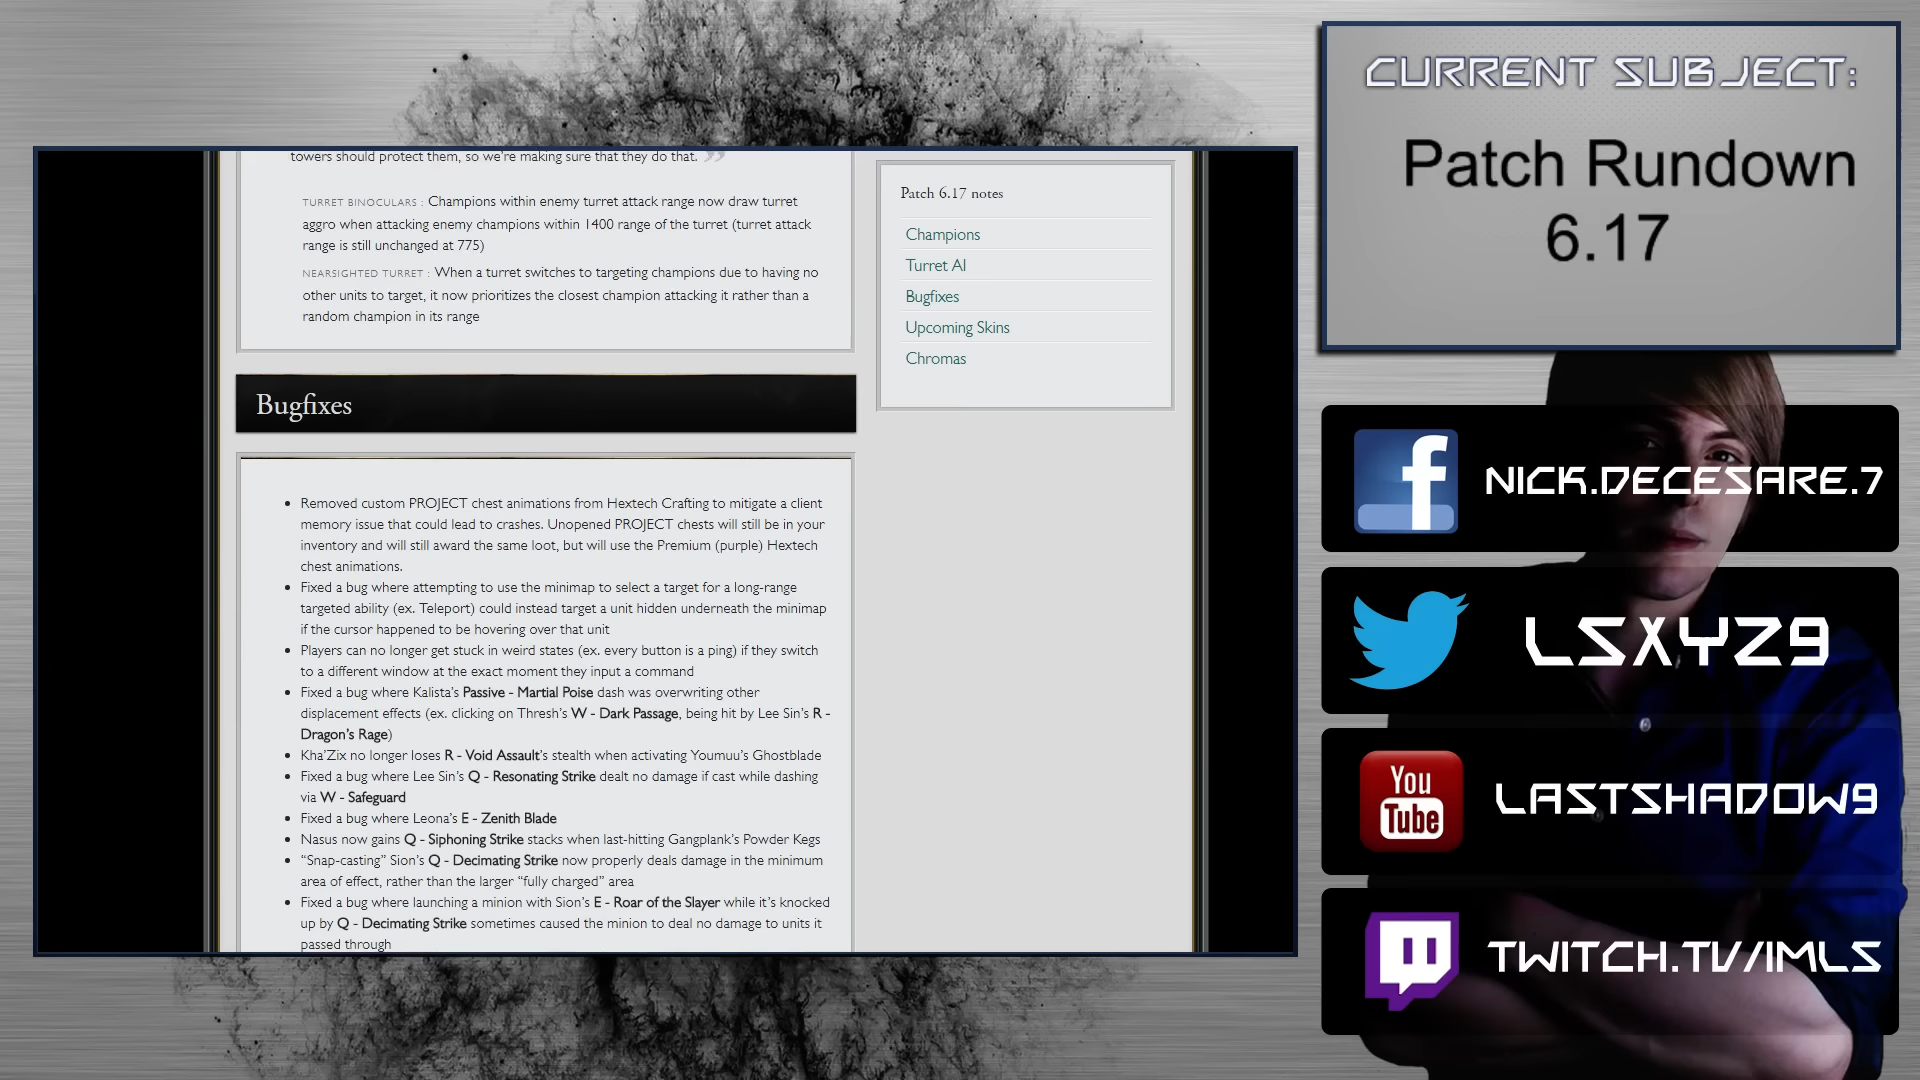 towers should protect them, so we're making sure that they do that. ”
TURRET BINOCULARS : Champions within enemy turret attack range now draw turret
aggro when attacking enemy champions within 1400 range of the turret (turret attack
range is still unchanged at 775)
NEARSIGHTED TURRET : When a turret switches to targeting champions due to having no
other units to target, it now prioritizes the closest champion attacking it rather than a
random champion in its range
Bugfixes
• Removed custom PROJECT chest animations from Hextech Crafting to mitigate a client
memory issue that could lead to crashes. Unopened PROJECT chests will still be in your
inventory and will still award the same loot, but will use the Premium (purple) Hextech
chest animations.
• Fixed a bug where attempting to use the minimap to select a target for a long-range
targeted ability (ex. Teleport) could instead target a unit hidden underneath the minimap
if the cursor happened to be hovering over that unit
• Players can no longer get stuck in weird states (ex. every button is a ping) if they switch
to a different window at the exact moment they input a command
• Fixed a bug where Kalista's Passive - Martial Poise dash was overwriting other
displacement effects (ex. clicking on Thresh's W - Dark Passage, being hit by Lee Sin's R -
Dragon's Rage)
• Kha'Zix no longer loses R - Void Assault's stealth when activating Youmuu's Ghostblade
• Fixed a bug where Lee Sin's Q - Resonating Strike dealt no damage if cast while dashing
via W - Safeguard
• Fixed a bug where Leona's E - Zenith Blade
• Nasus now gains Q - Siphoning Strike stacks when last-hitting Gangplank's Powder Kegs
• “Snap-casting” Sion's Q - Decimating Strike now properly deals damage in the minimum
area of effect, rather than the larger “fully charged” area
• Fixed a bug where launching a minion with Sion's E - Roar of the Slayer while it's knocked
up by Q - Decimating Strike sometimes caused the minion to deal no damage to units it
passed through
Patch 6.17 notes
Champions
Turret AI
Bugfixes
Upcoming Skins
Chromas
CURRENT SUBJECT:
Patch Rundown
6.17
f
NICK.DECESARE.7
LSXYZ9
You
Tube
LASTSHADOW9
TWITCH.TV/IMLS